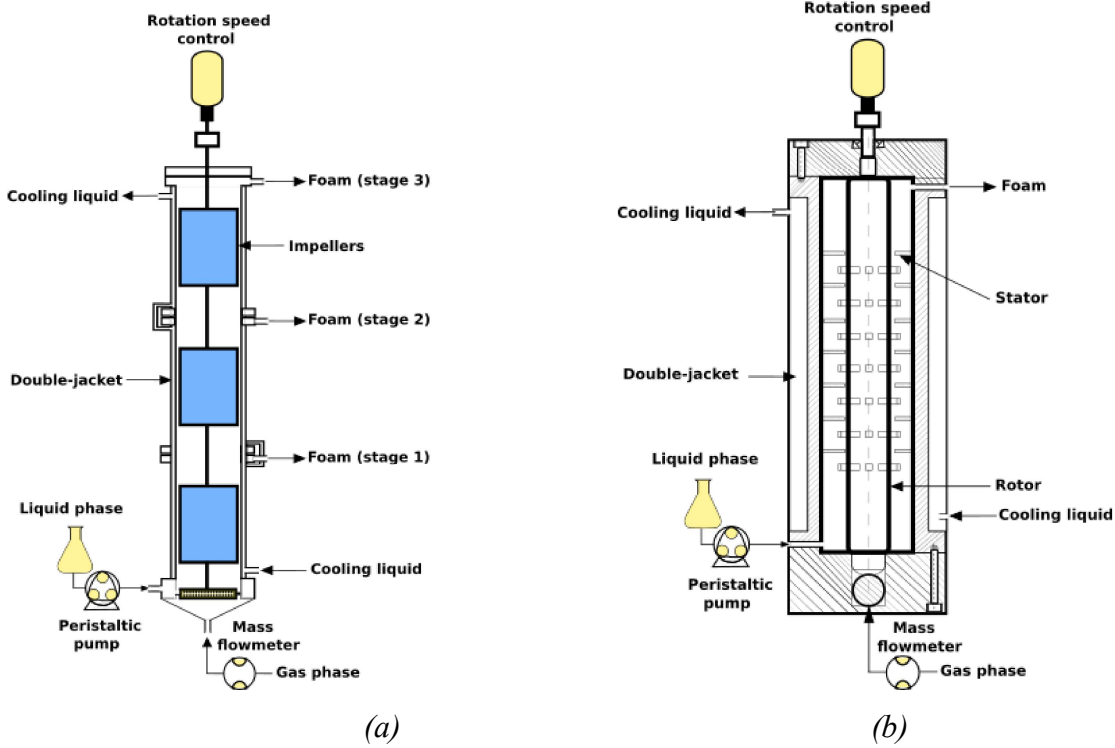 Rotation speed
control
Foam (stage 3)
Cooling liquid
Impellers
Foam (stage 2)
Double-jacket
Foam (stage 1)
Liquid phase
Cooling liquid
Peristaltic
pump
Mass
flowmeter
Gas phase
(a)
Rotation speed
control
Foam
Cooling liquid
Stator
Double-jacket
Liquid phase
Rotor
Cooling liquid
Peristaltic
pump
Mass
flowmeter
Gas phase
(b)